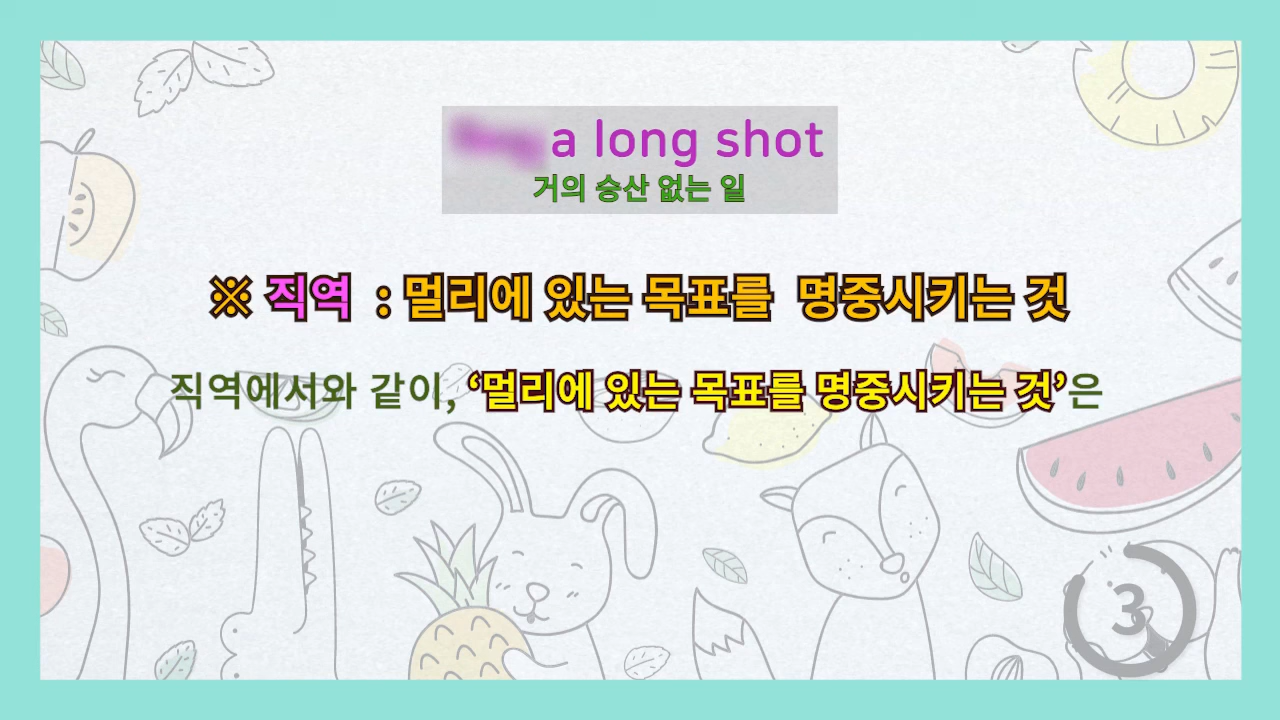 a long shot
거의 승산 없는 일
※ 직역 : 멀리에 있는 목표를 명중시키는 것
직역에서와 같이, ‘멀리에 있는 목표를 명중시키는 것’은
3